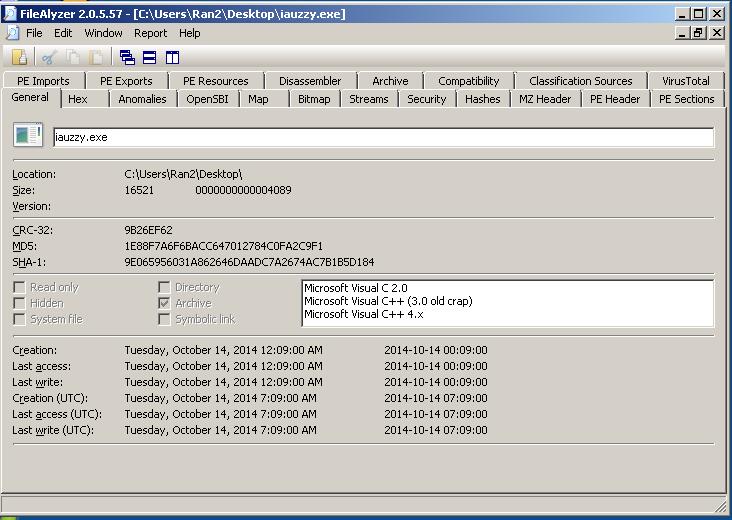 FileAlyzer 2.0.5.57 - [C:\Users\Ran2\Desktop\iauzzy.exe]
File Edit Window Report Help
PE Imports PE Exports PE Resources Disassembler Archive Compatibility Classification Sources VirusTotal
General Hex Anomalies OpenSBI Map Bitmap Streams Security Hashes MZ Header PE Header PE Sections
iauzzy.exe
Location: C:\Users\Ran2\Desktop\
Size: 16521 0000000000004089
Version:
CRC-32: 9B26EF62
MD5: 1E88F7A6F6BACC647012784C0FA2C9F1
SHA-1: 9E065956031A862646DAADC7A2674AC7B1B5D184
Read only Directory
Hidden Archive
System file Symbolic link
Microsoft Visual C 2.0
Microsoft Visual C++ (3.0 old crap)
Microsoft Visual C++ 4.x
Creation: Tuesday, October 14, 2014 12:09:00 AM 2014-10-14 00:09:00
Last access: Tuesday, October 14, 2014 12:09:00 AM 2014-10-14 00:09:00
Last write: Tuesday, October 14, 2014 12:09:00 AM 2014-10-14 00:09:00
Creation (UTC): Tuesday, October 14, 2014 7:09:00 AM 2014-10-14 07:09:00
Last access (UTC): Tuesday, October 14, 2014 7:09:00 AM 2014-10-14 07:09:00
Last write (UTC): Tuesday, October 14, 2014 7:09:00 AM 2014-10-14 07:09:00